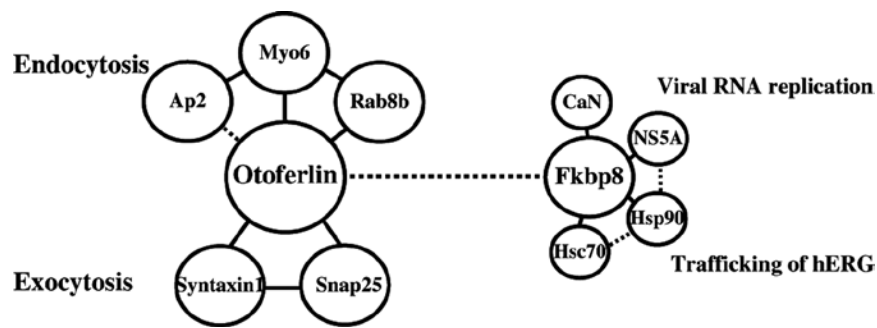 Endocytosis
Myo6
Ap2
Rab8b
Otoferlin
Syntaxin1
Snap25
Exocytosis
Viral RNA replication
CaN
NS5A
Fkbp8
Hsp90
Hsc70
Trafficking of hERG